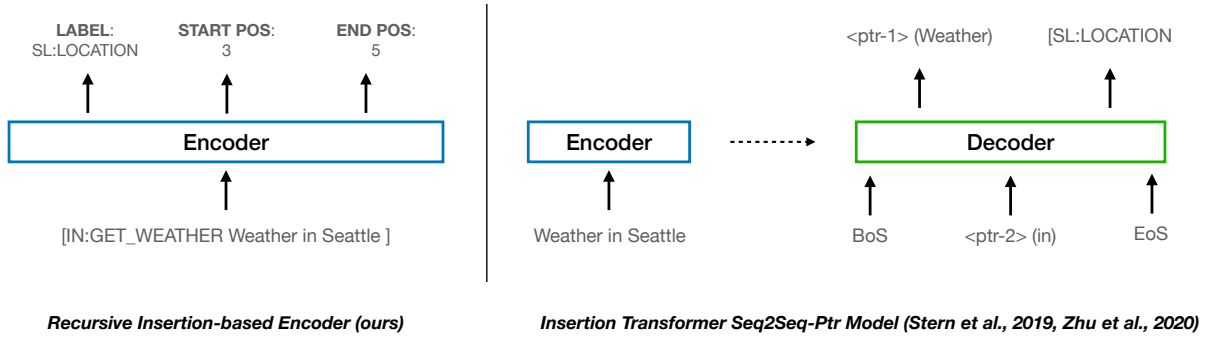 LABEL:
SL:LOCATION
START POS:
3
END POS:
5
Encoder
[IN:GET_WEATHER Weather in Seattle ]
Recursive Insertion-based Encoder (ours)
<ptr-1> (Weather)
[SL:LOCATION
Encoder
Decoder
Weather in Seattle
BoS
<ptr-2> (in)
EoS
Insertion Transformer Seq2Seq-Ptr Model (Stern et al., 2019, Zhu et al., 2020)